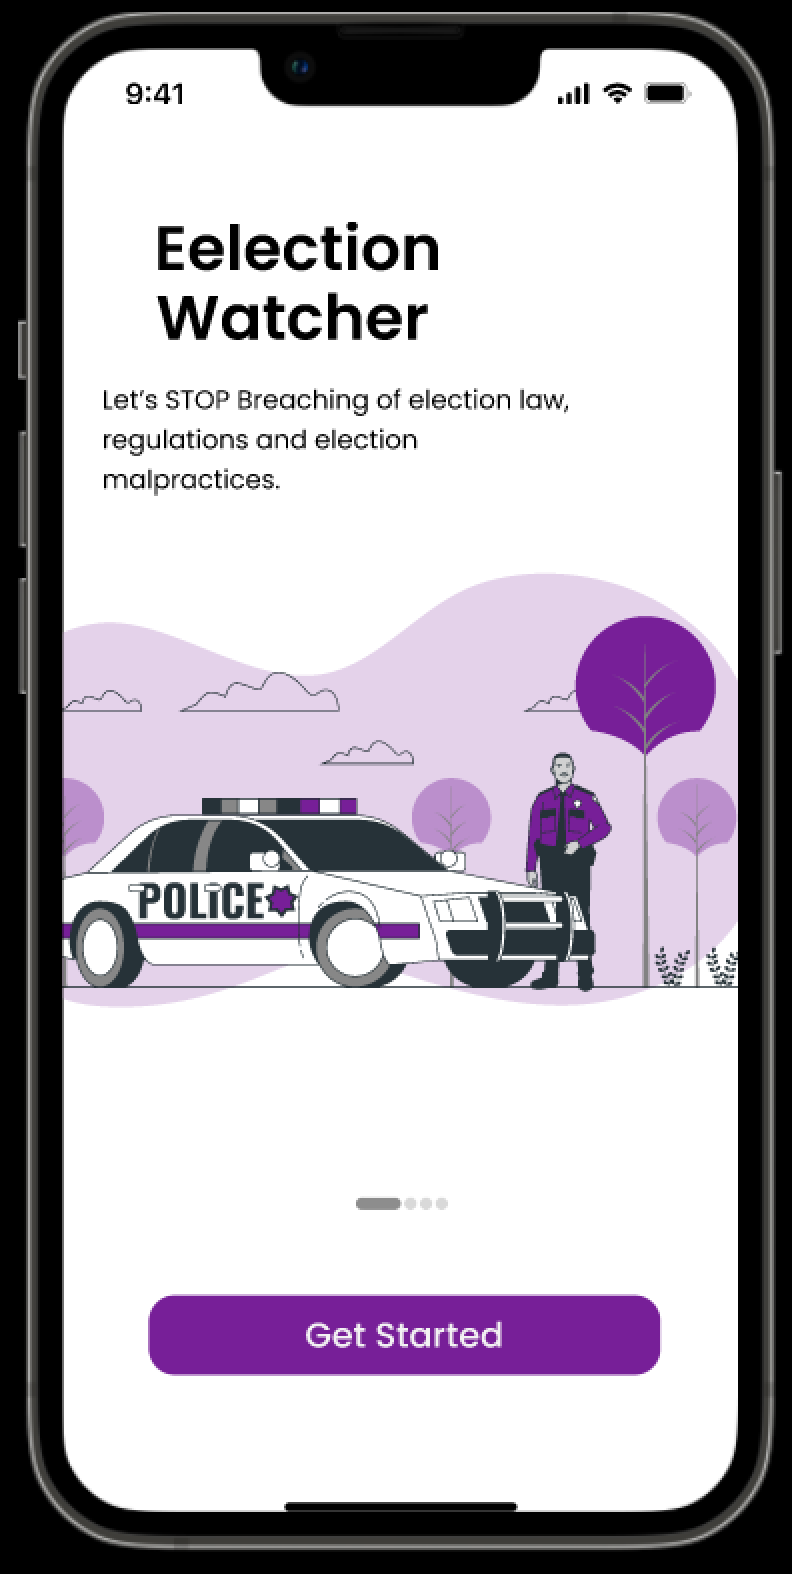 9:41
Eelection
Watcher
Let's STOP Breaching of election law,
regulations and election
malpractices.
POLICE
Get Started